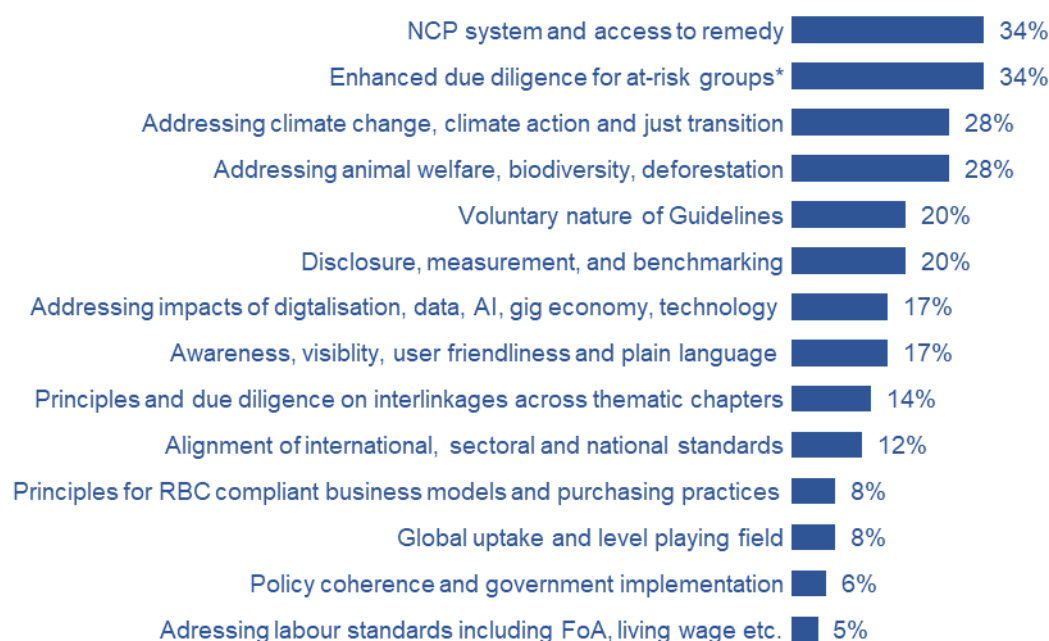 NCP system and access to remedy 34%
Enhanced due diligence for at-risk groups* 34%
Addressing climate change, climate action and just transition 28%
Addressing animal welfare, biodiversity, deforestation 28%
Voluntary nature of Guidelines 20%
Disclosure, measurement, and benchmarking 20%
Addressing impacts of digtalisation, data, AI, gig economy, technology 17%
Awareness, visiblity, user friendliness and plain language 17%
Principles and due diligence on interlinkages across thematic chapters 14%
Alignment of international, sectoral and national standards 12%
Principles for RBC compliant business models and purchasing practices 8%
Global uptake and level playing field 8%
Policy coherence and government implementation 6%
Adressing labour standards including FoA, living wage etc. 5%